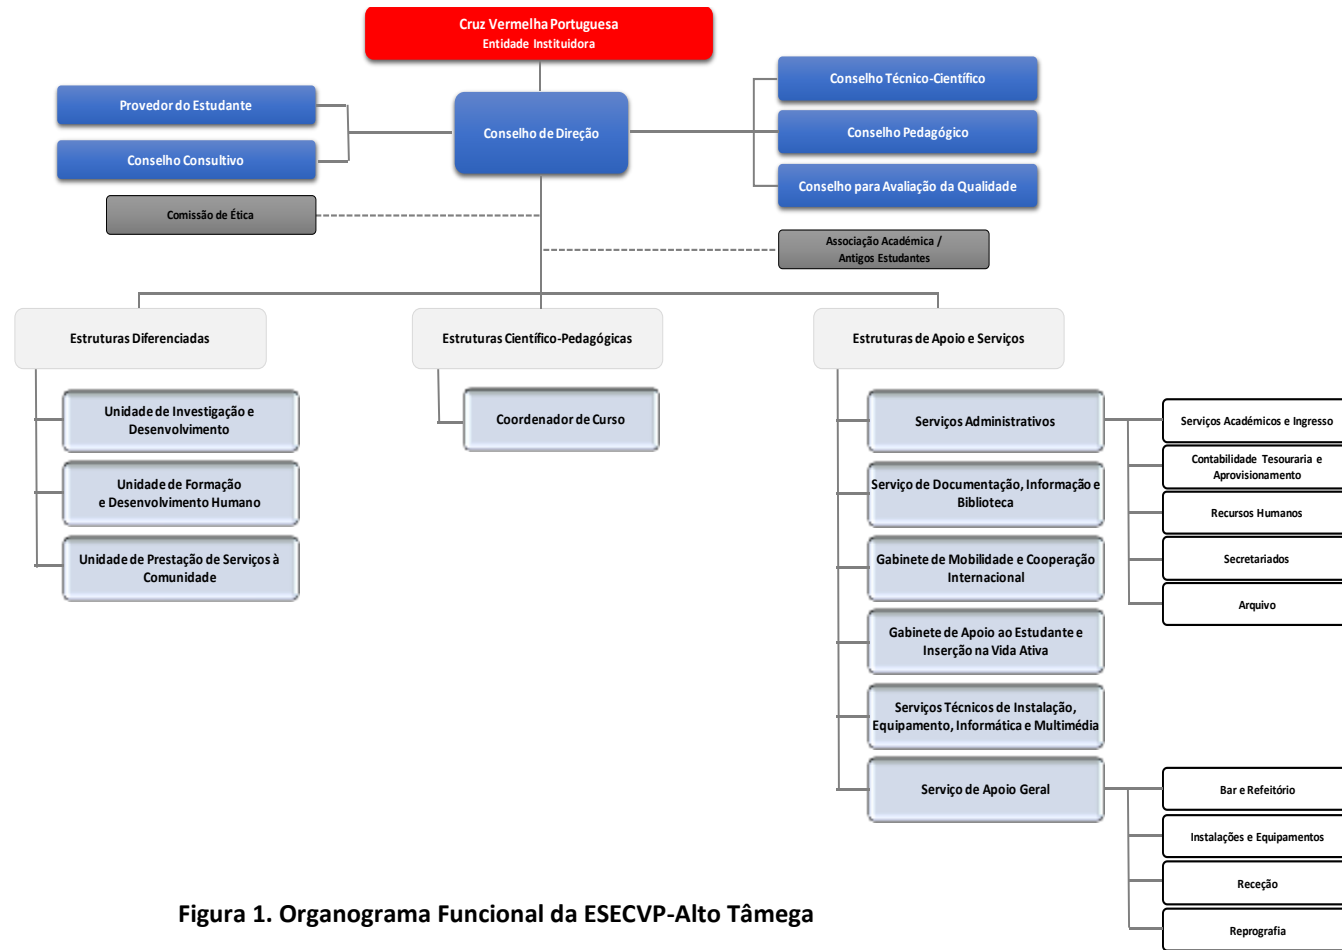 Cruz Vermelha Portuguesa
Entidade Instituidora
Provedor do Estudante
Conselho Consultivo
Conselho de Direção
Conselho Técnico-Científico
Conselho Pedagógico
Conselho para Avaliação da Qualidade
Comissão de Ética
Associação Académica /
Antigos Estudantes
Estruturas Diferenciadas
Unidade de Investigação e
Desenvolvimento
Unidade de Formação
e Desenvolvimento Humano
Unidade de Prestação de Serviços à
Comunidade
Estruturas Científico-Pedagógicas
Coordenador de Curso
Estruturas de Apoio e Serviços
Serviços Administrativos
Serviço de Documentação, Informação e
Biblioteca
Gabinete de Mobilidade e Cooperação
Internacional
Gabinete de Apoio ao Estudante e
Inserção na Vida Ativa
Serviços Técnicos de Instalação,
Equipamento, Informática e Multimédia
Serviço de Apoio Geral
Serviços Académicos e Ingresso
Contabilidade Tesouraria e
Aprovisionamento
Recursos Humanos
Secretariados
Arquivo
Bar e Refeitório
Instalações e Equipamentos
Receção
Reprografia
Figura 1. Organograma Funcional da ESECVP-Alto Tâmega